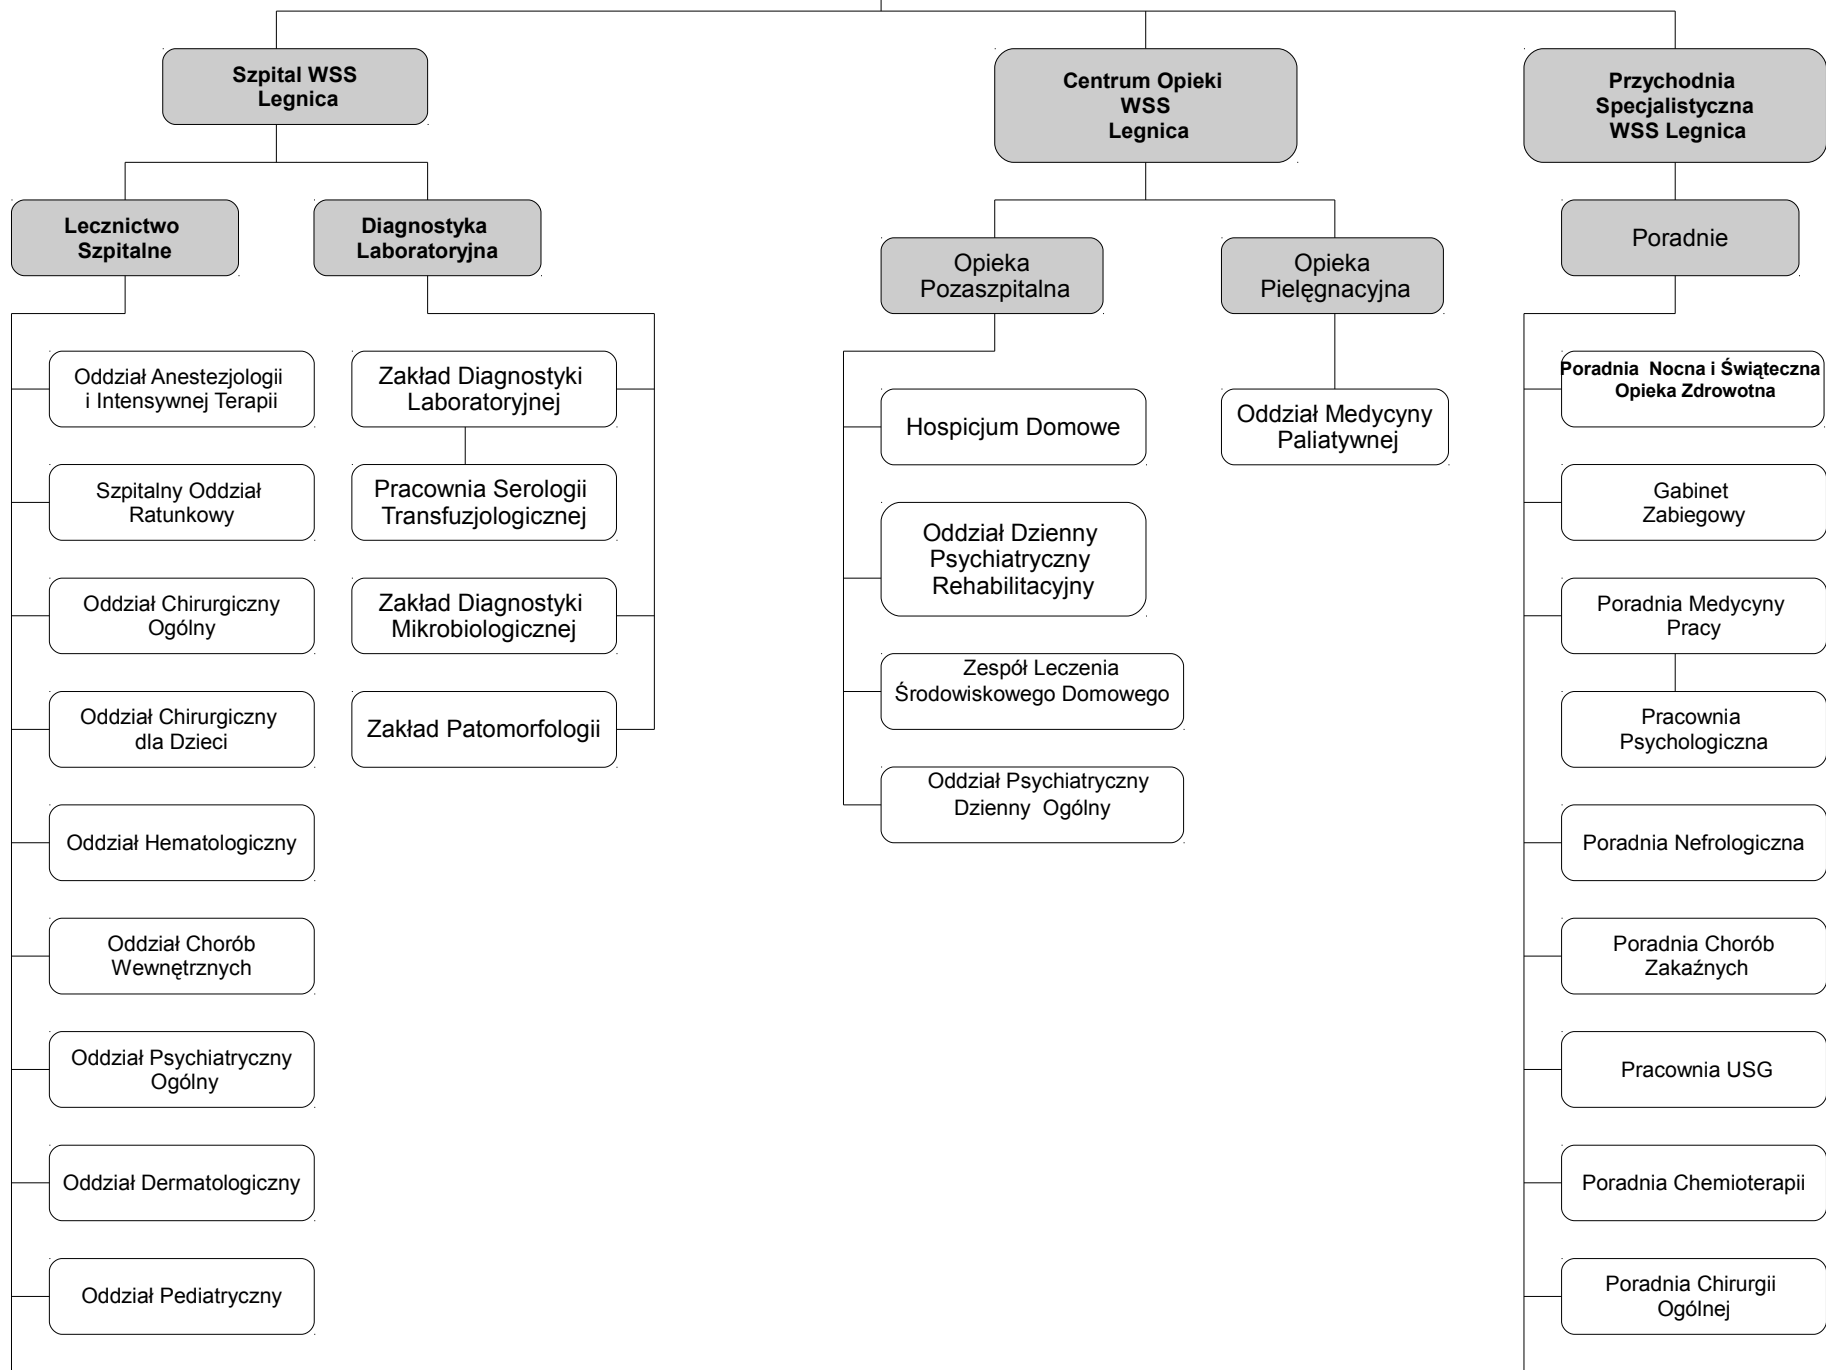 Szpital WSS
Legnica
Centrum Opieki
WSS
Legnica
Przychodnia
Specjalistyczna
WSS Legnica
Lecznictwo
Szpitalne
Diagnostyka
Laboratoryjna
Opieka
Pozaszpitalna
Opieka
Pielęgnacyjna
Poradnie
Oddział Anestezjologii
i Intensywnej Terapii
Szpitalny Oddział
Ratunkowy
Oddział Chirurgiczny
Ogólny
Oddział Chirurgiczny
dla Dzieci
Oddział Hematologiczny
Oddział Chorób
Wewnętrznych
Oddział Psychiatryczny
Ogólny
Oddział Dermatologiczny
Oddział Pediatryczny
Zakład Diagnostyki
Laboratoryjnej
Pracownia Serologii
Transfuzjologicznej
Zakład Diagnostyki
Mikrobiologicznej
Zakład Patomorfologii
Hospicjum Domowe
Oddział Dzienny
Psychiatryczny
Rehabilitacyjny
Zespół Leczenia
Środowiskowego Domowego
Oddział Psychiatryczny
Dzienny Ogólny
Oddział Medycyny
Paliatywnej
Poradnia Nocna i Świąteczna
Opieka Zdrowotna
Gabinet
Zabiegowy
Poradnia Medycyny
Pracy
Pracownia
Psychologiczna
Poradnia Nefrologiczna
Poradnia Chorób
Zakaźnych
Pracownia USG
Poradnia Chemioterapii
Poradnia Chirurgii
Ogólnej